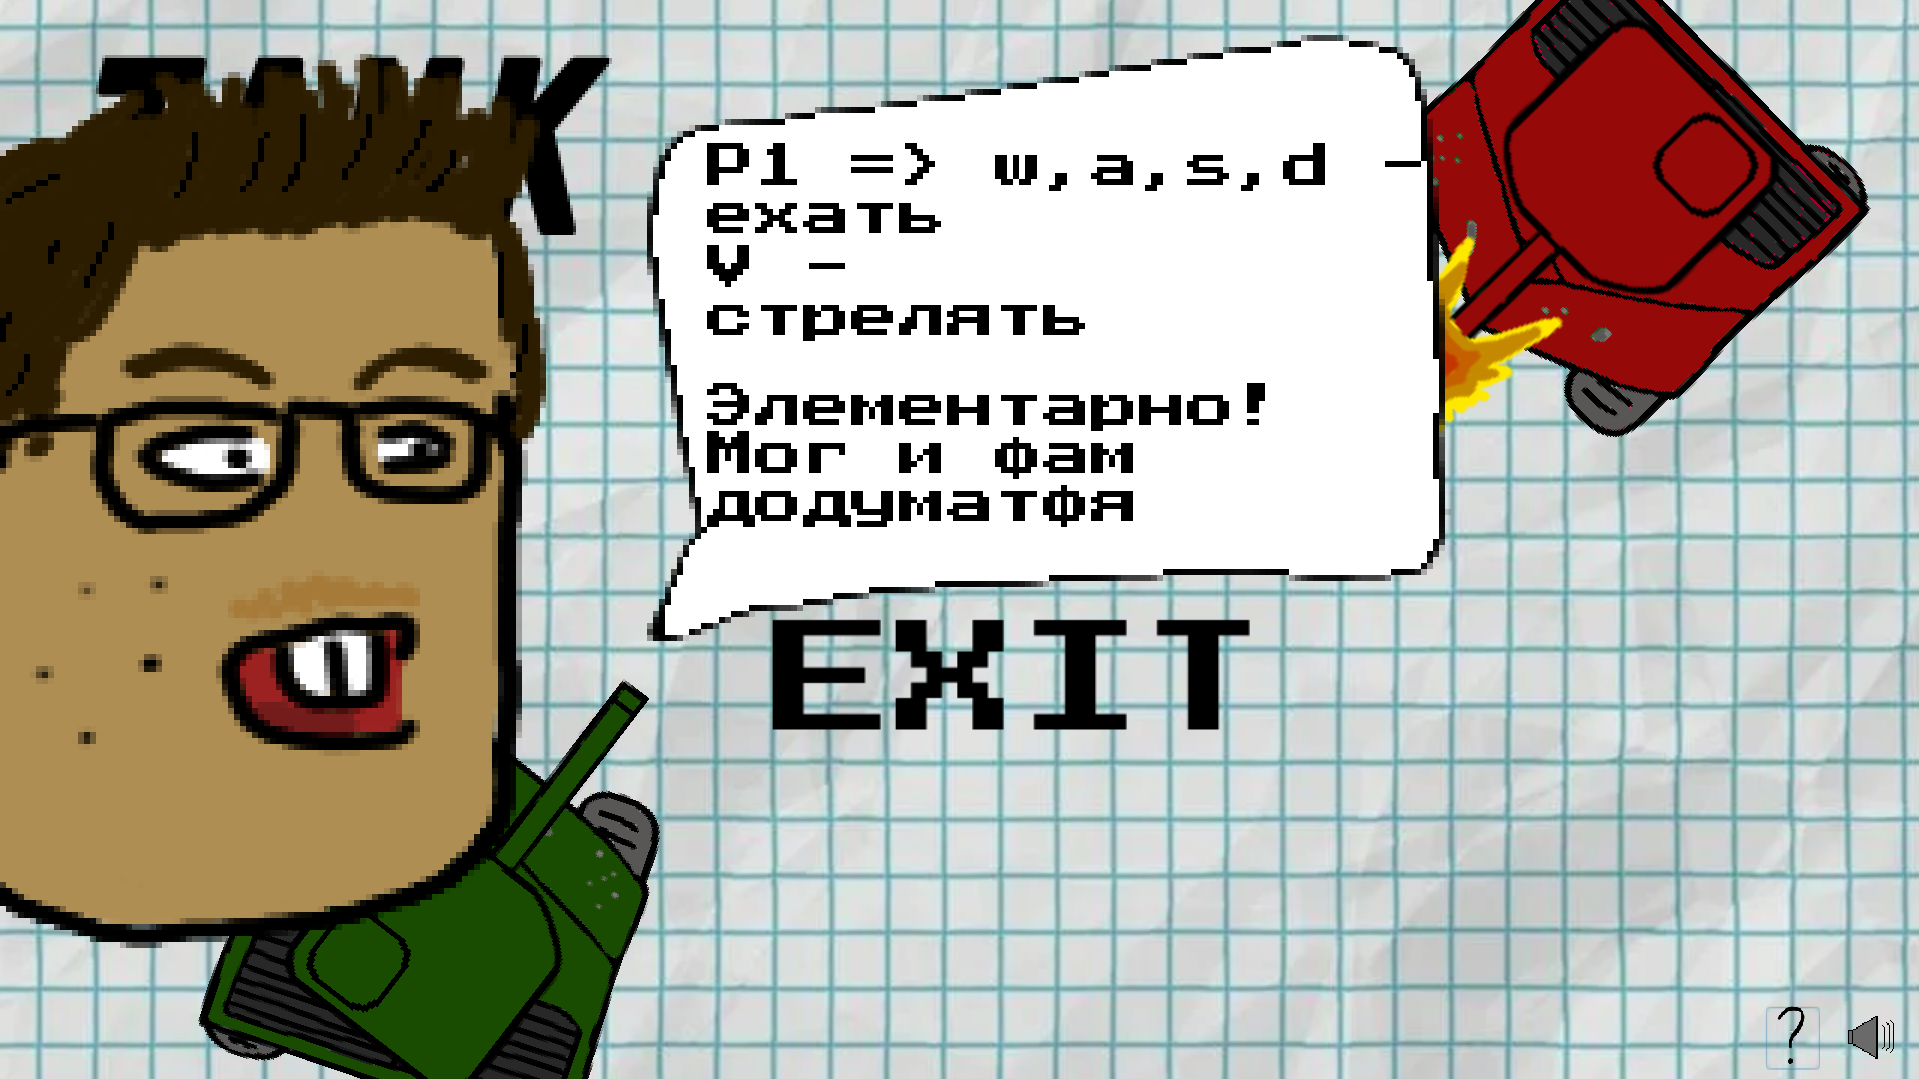 P1 => w,a,s,d -
ехать
V -
стрелять
Элементарно!
Мог и фам
додуматфя
EXIT
?